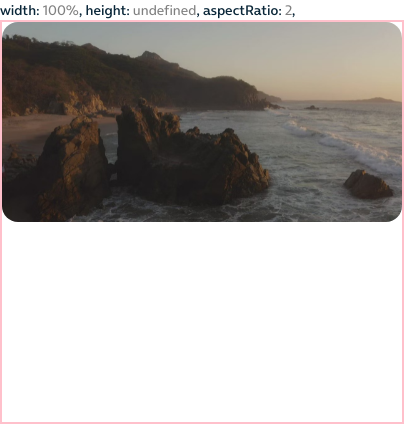 width: 100%, height: undefined, aspectRatio: 2,